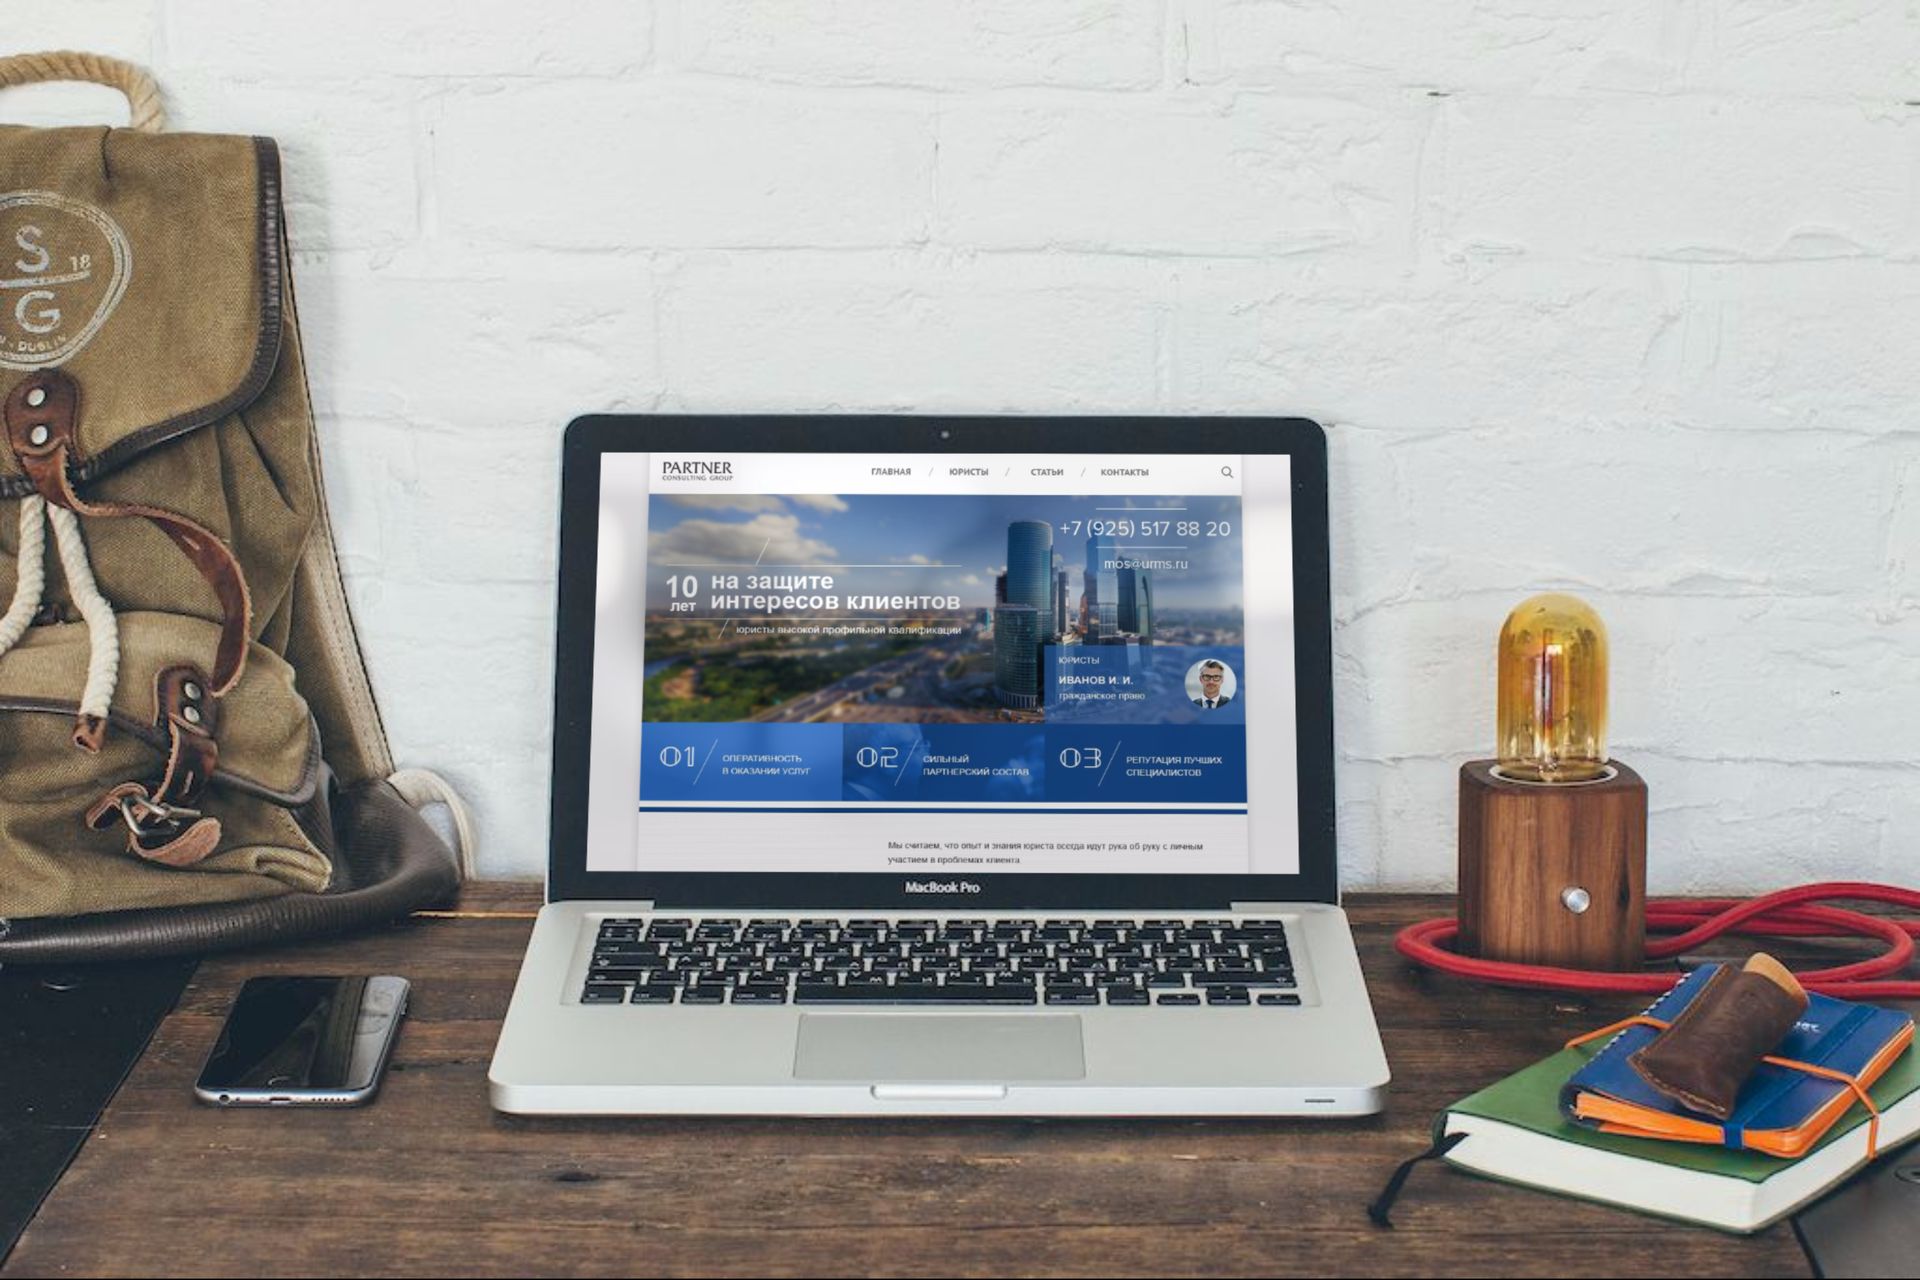 S
18
G
DUBLIN
PARTNER
CONSULTING GROUP
ГЛАВНАЯ / ЮРИСТЫ / СТАТЬИ / КОНТАКТЫ
+7 (925) 517 88 20
mos@urms.ru
10 лет
на защите
интересов клиентов
юристы высокой профильной квалификации
ЮРИСТЫ
ИВАНОВ И. И.
гражданское право
01 ОПЕРАТИВНОСТЬ
В ОКАЗАНИИ УСЛУГ
02 СИЛЬНЫЙ
ПАРТНЕРСКИЙ СОСТАВ
03 РЕПУТАЦИЯ ЛУЧШИХ
СПЕЦИАЛИСТОВ
Мы считаем, что опыт и знания юриста всегда идут рука об руку с личным
участием в проблемах клиента
MacBook Pro